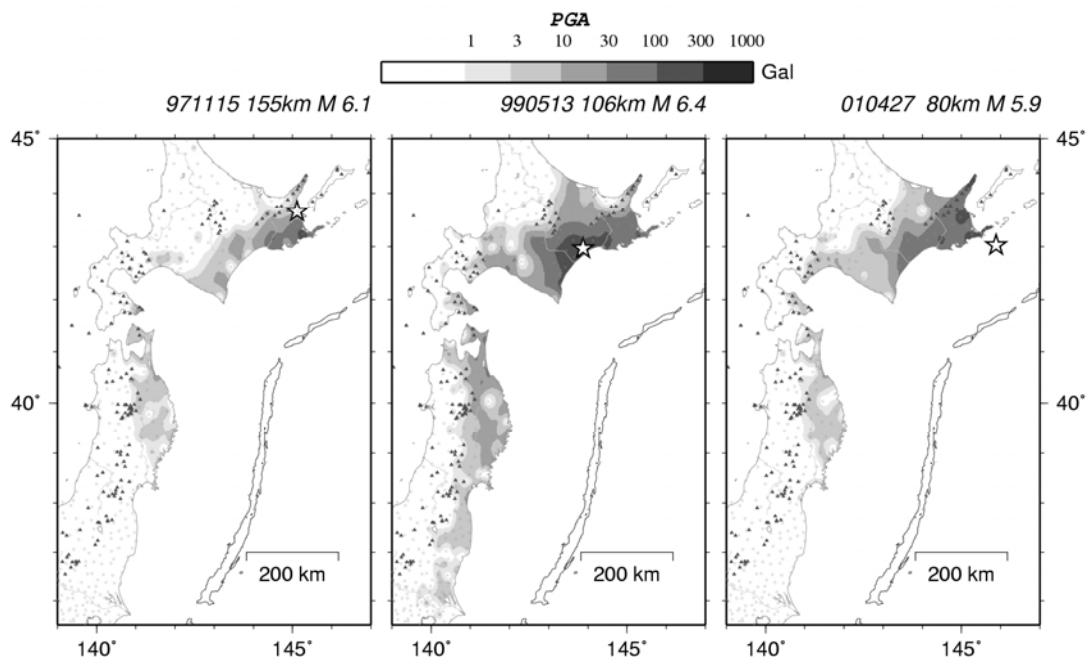 PGA
1 3 10 30 100 300 1000
Gal
971115 155km M 6.1
990513 106km M 6.4
010427 80km M 5.9
45˚ 45˚
40˚ 40˚
200 km 200 km 200 km
140˚ 145˚ 140˚ 145˚ 140˚ 145˚